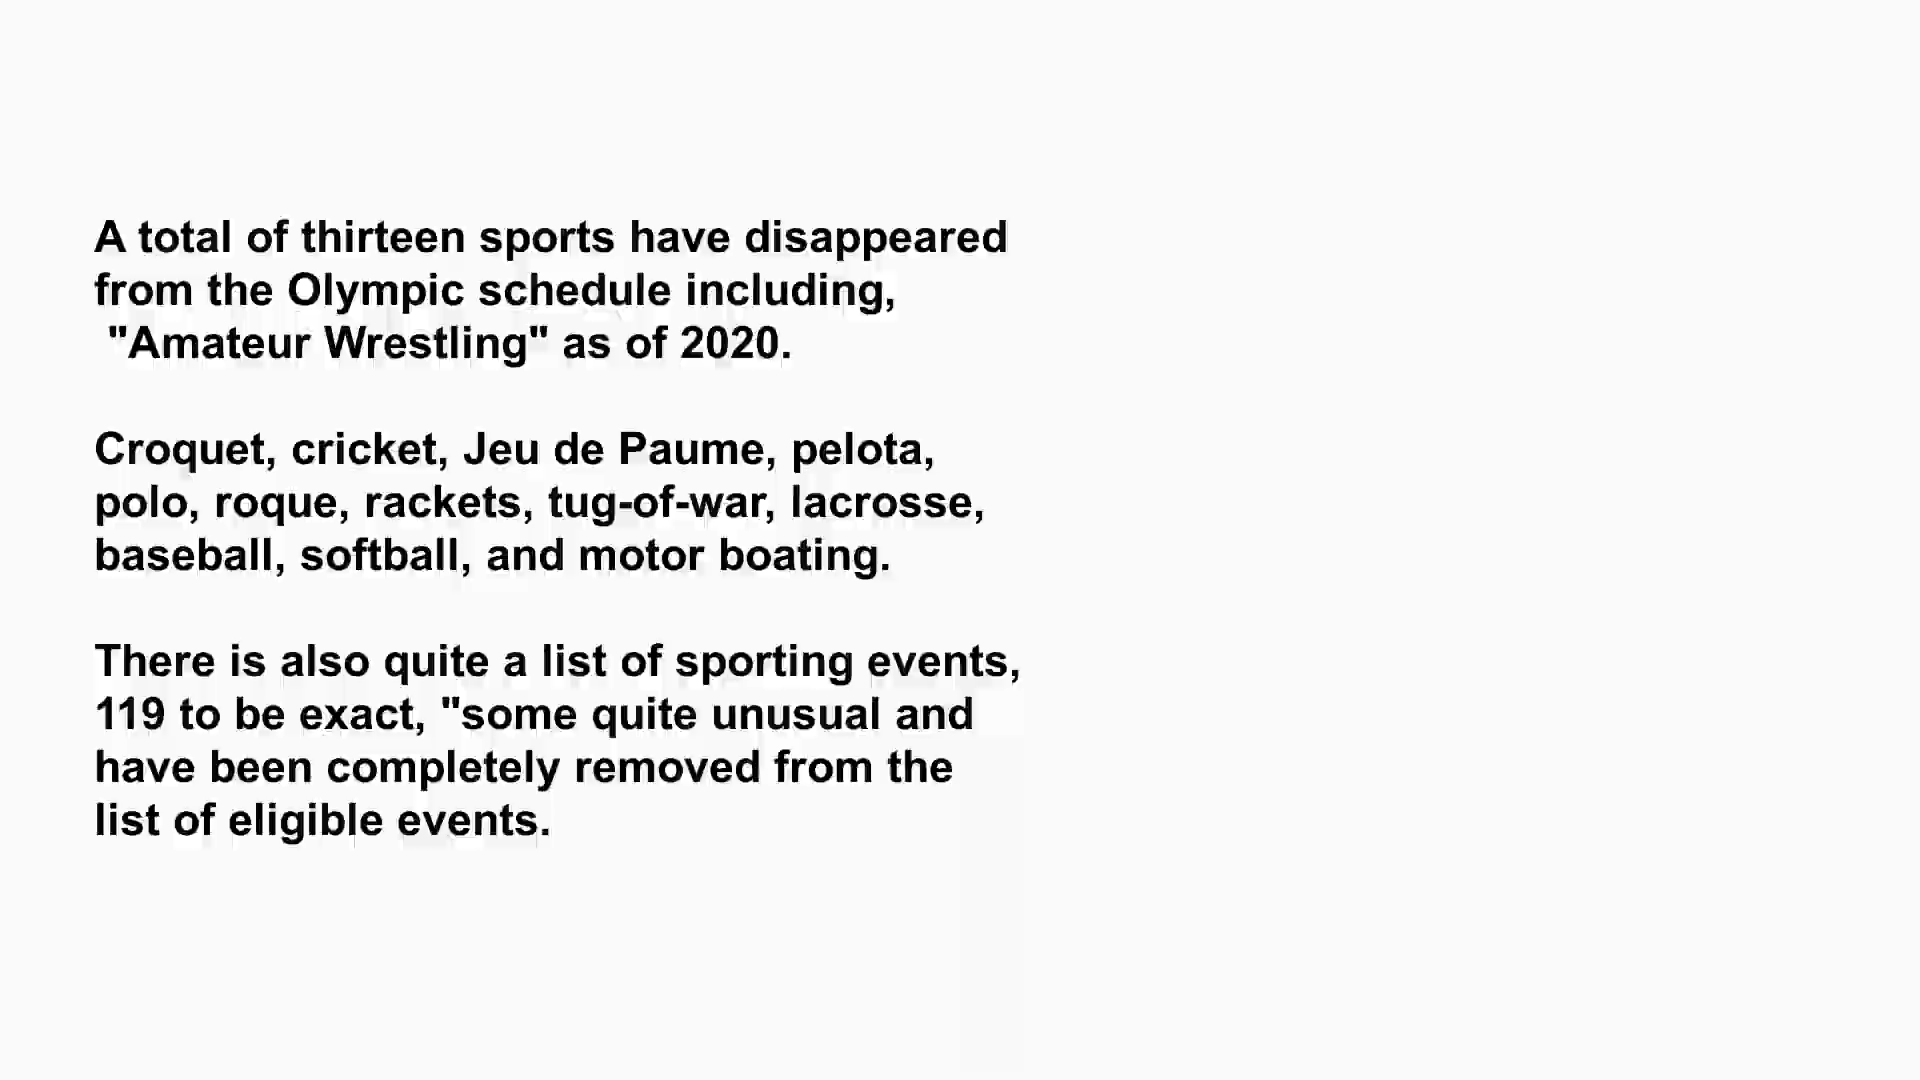 A total of thirteen sports have disappeared
from the Olympic schedule including,
"Amateur Wrestling" as of 2020.
Croquet, cricket, Jeu de Paume, pelota,
polo, roque, rackets, tug-of-war, lacrosse,
baseball, softball, and motor boating.
There is also quite a list of sporting events,
119 to be exact, "some quite unusual and
have been completely removed from the
list of eligible events.